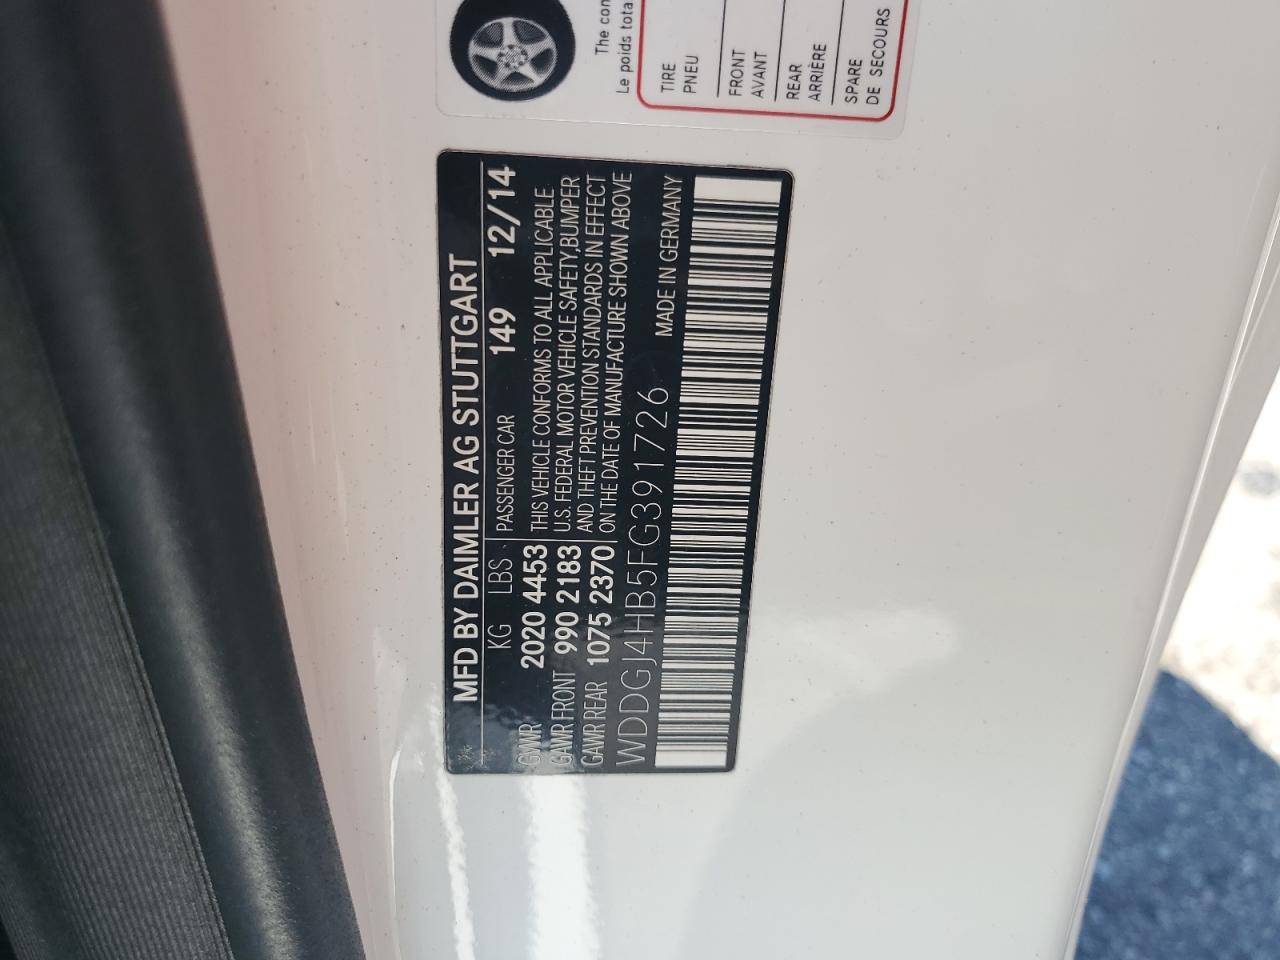 The con
Le poids tota
TIRE
PNEU
FRONT
AVANT
REAR
ARRIÈRE
SPARE
DE SECOURS
MFD BY DAIMLER AG STUTTGART
KG LBS PASSENGER CAR 149 12/14
GVWR 2020 4453 THIS VEHICLE CONFORMS TO ALL APPLICABLE
GAWR FRONT 990 2183 U.S. FEDERAL MOTOR VEHICLE SAFETY,BUMPER
GAWR REAR 1075 2370 AND THEFT PREVENTION STANDARDS IN EFFECT
ON THE DATE OF MANUFACTURE SHOWN ABOVE
WDDGJ4HB5FG391726 MADE IN GERMANY